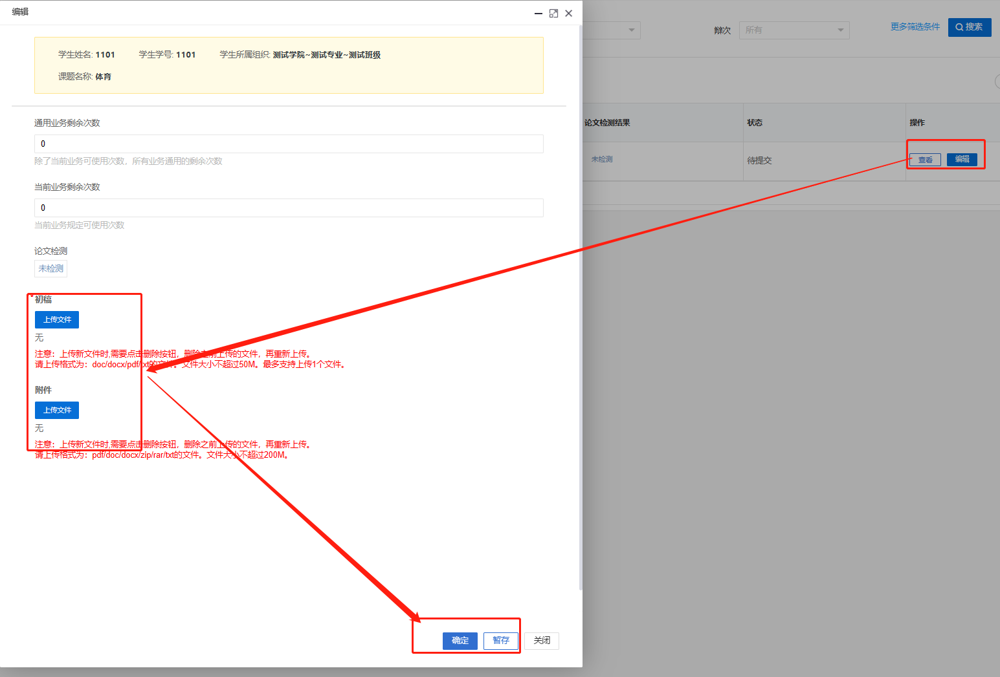 编辑
学生姓名: 1101 学生学号: 1101 学生所属组织: 测试学院~测试专业~测试班级
课题名称: 体育
通用业务剩余次数
0
除了当前业务可使用次数，所有业务通用的剩余次数
当前业务剩余次数
0
当前业务规定可使用次数
论文检测
未检测
初稿
上传文件
无
注意：上传新文件时,需要点击删除按钮，删除之前上传的文件，再重新上传。
请上传格式为：doc/docx/pdf/txt的文件。文件大小不超过50M。最多支持上传1个文件。
附件
上传文件
无
注意：上传新文件时,需要点击删除按钮，删除之前上传的文件，再重新上传。
请上传格式为：pdf/doc/docx/zip/rar/txt的文件。文件大小不超过200M。
确定 暂存 关闭
辩次 所有 更多筛选条件 搜索
论文检测结果 状态 操作
未检测 待提交 查看 编辑